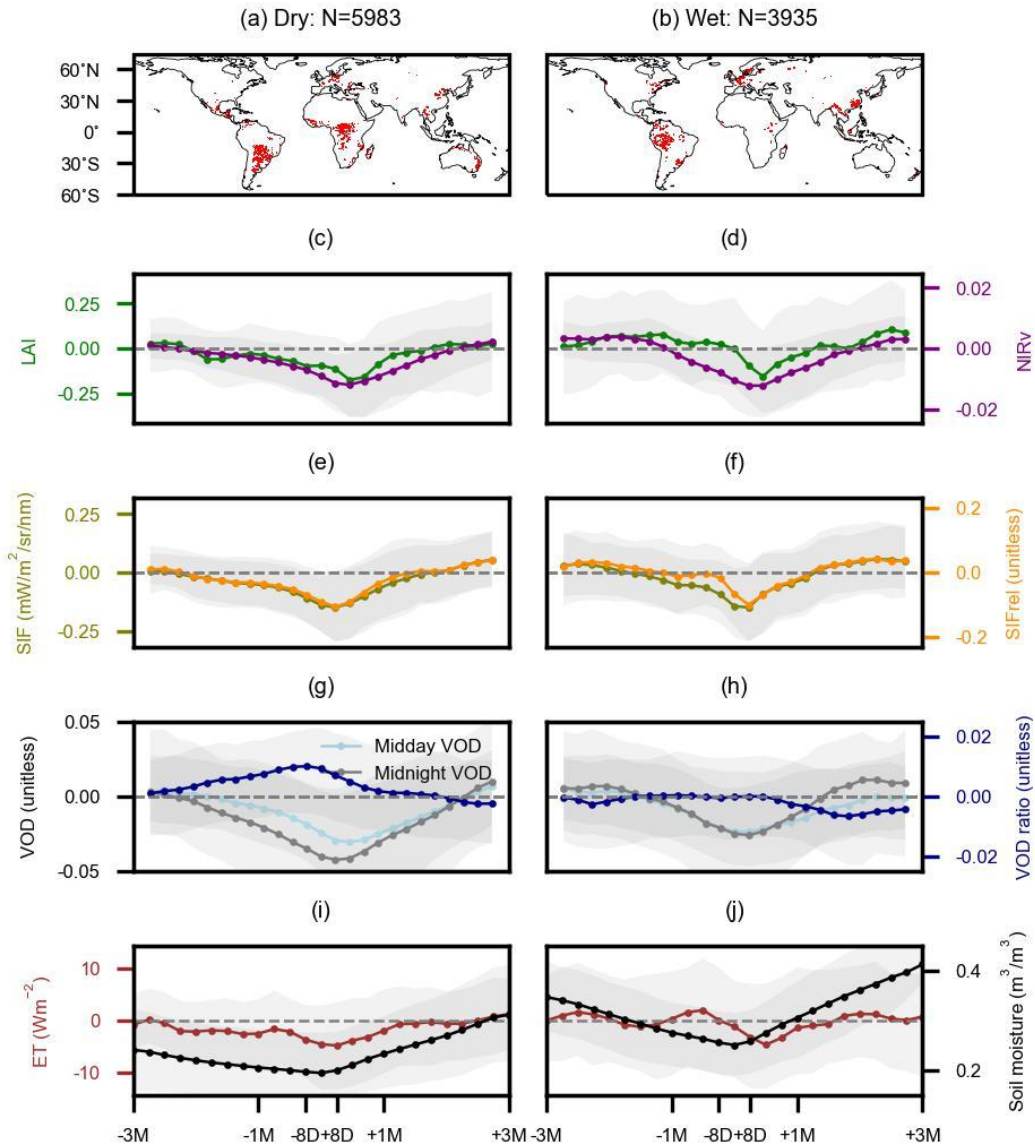 (a) Dry: N=5983
(b) Wet: N=3935
60°N
30°N
0°
30°S
60°S
(c)
(d)
LAI
0.25
0.00
-0.25
0.02
0.00
-0.02
NIRv
(e)
(f)
SIF (mW/m²/sr/nm)
0.25
0.00
-0.25
0.2
0.0
-0.2
SIFrel (unitless)
(g)
(h)
VOD (unitless)
0.05
0.00
-0.05
Midday VOD
Midnight VOD
0.02
0.00
-0.02
VOD ratio (unitless)
(i)
(j)
ET (Wm⁻²)
10
0
-10
0.4
0.2
Soil moisture (m³/m³)
-3M -1M -8D+8D +1M +3M
-3M -1M -8D+8D +1M +3M